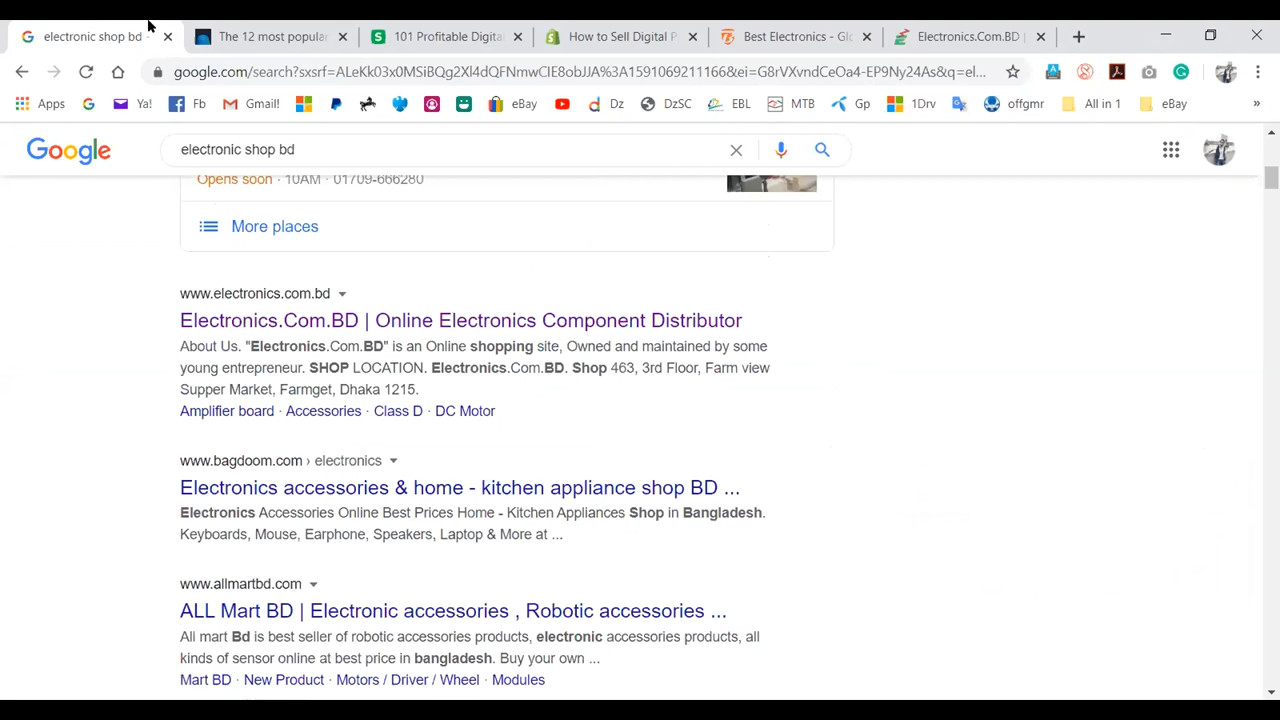 electronic shop bd -
The 12 most popula
101 Profitable Digita
How to Sell Digital P
Best Electronics - Glo
Electronics.Com.BD |
google.com/search?sxsrf=ALeKk03x0MSiBQg2Xl4dQFNmwCIE8obJJA%3A1591069211166&ei=G8rVXvndCeOa4-EP9Ny24As&q=el...
Apps
Ya!
Fb
Gmail!
eBay
Dz
DzSC
EBL
MTB
Gp
1Drv
offgmr
All in 1
eBay
»
Google
electronic shop bd
Opens soon · 10AM · 01709-666280
More places
www.electronics.com.bd
Electronics.Com.BD | Online Electronics Component Distributor
About Us. "Electronics.Com.BD" is an Online shopping site, Owned and maintained by some
young entrepreneur. SHOP LOCATION. Electronics.Com.BD. Shop 463, 3rd Floor, Farm view
Supper Market, Farmget, Dhaka 1215.
Amplifier board · Accessories · Class D · DC Motor
www.bagdoom.com › electronics
Electronics accessories & home - kitchen appliance shop BD ...
Electronics Accessories Online Best Prices Home - Kitchen Appliances Shop in Bangladesh.
Keyboards, Mouse, Earphone, Speakers, Laptop & More at ...
www.allmartbd.com
ALL Mart BD | Electronic accessories , Robotic accessories ...
All mart Bd is best seller of robotic accessories products, electronic accessories products, all
kinds of sensor online at best price in bangladesh. Buy your own ...
Mart BD · New Product · Motors / Driver / Wheel · Modules